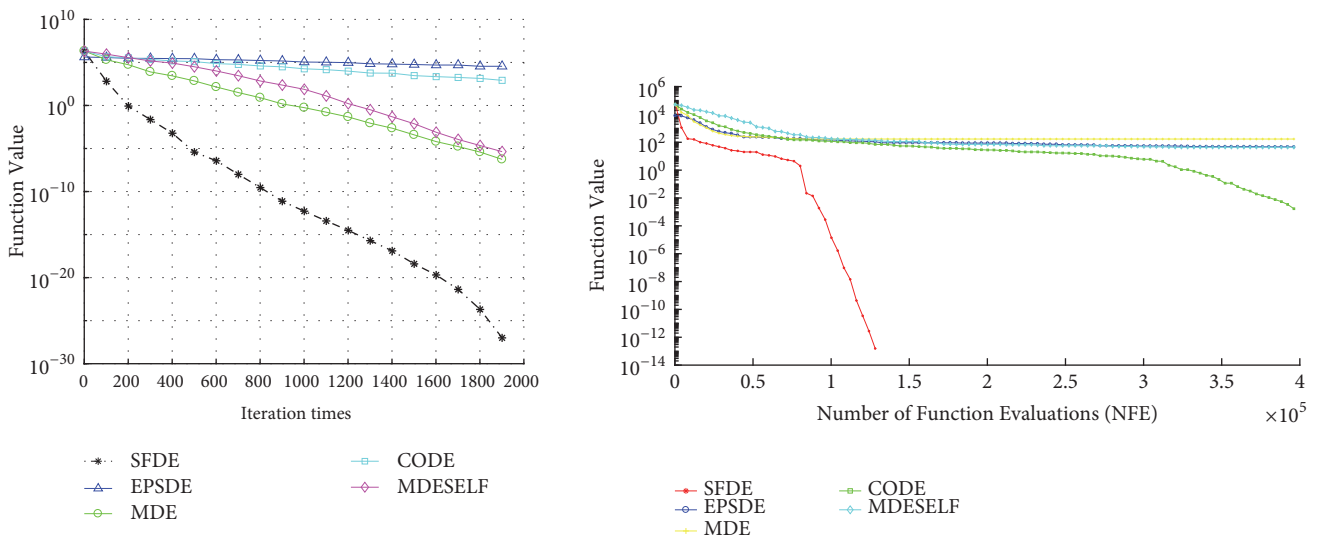 Function Value
10^10
10^0
10^−10
10^−20
10^−30
0 200 400 600 800 1000 1200 1400 1600 1800 2000
Iteration times
SFDE
EPSDE
MDE
CODE
MDESELF
Function Value
10^6
10^4
10^2
10^0
10^−2
10^−4
10^−6
10^−8
10^−10
10^−12
10^−14
0 0.5 1 1.5 2 2.5 3 3.5 4
Number of Function Evaluations (NFE)
×10^5
SFDE
EPSDE
MDE
CODE
MDESELF